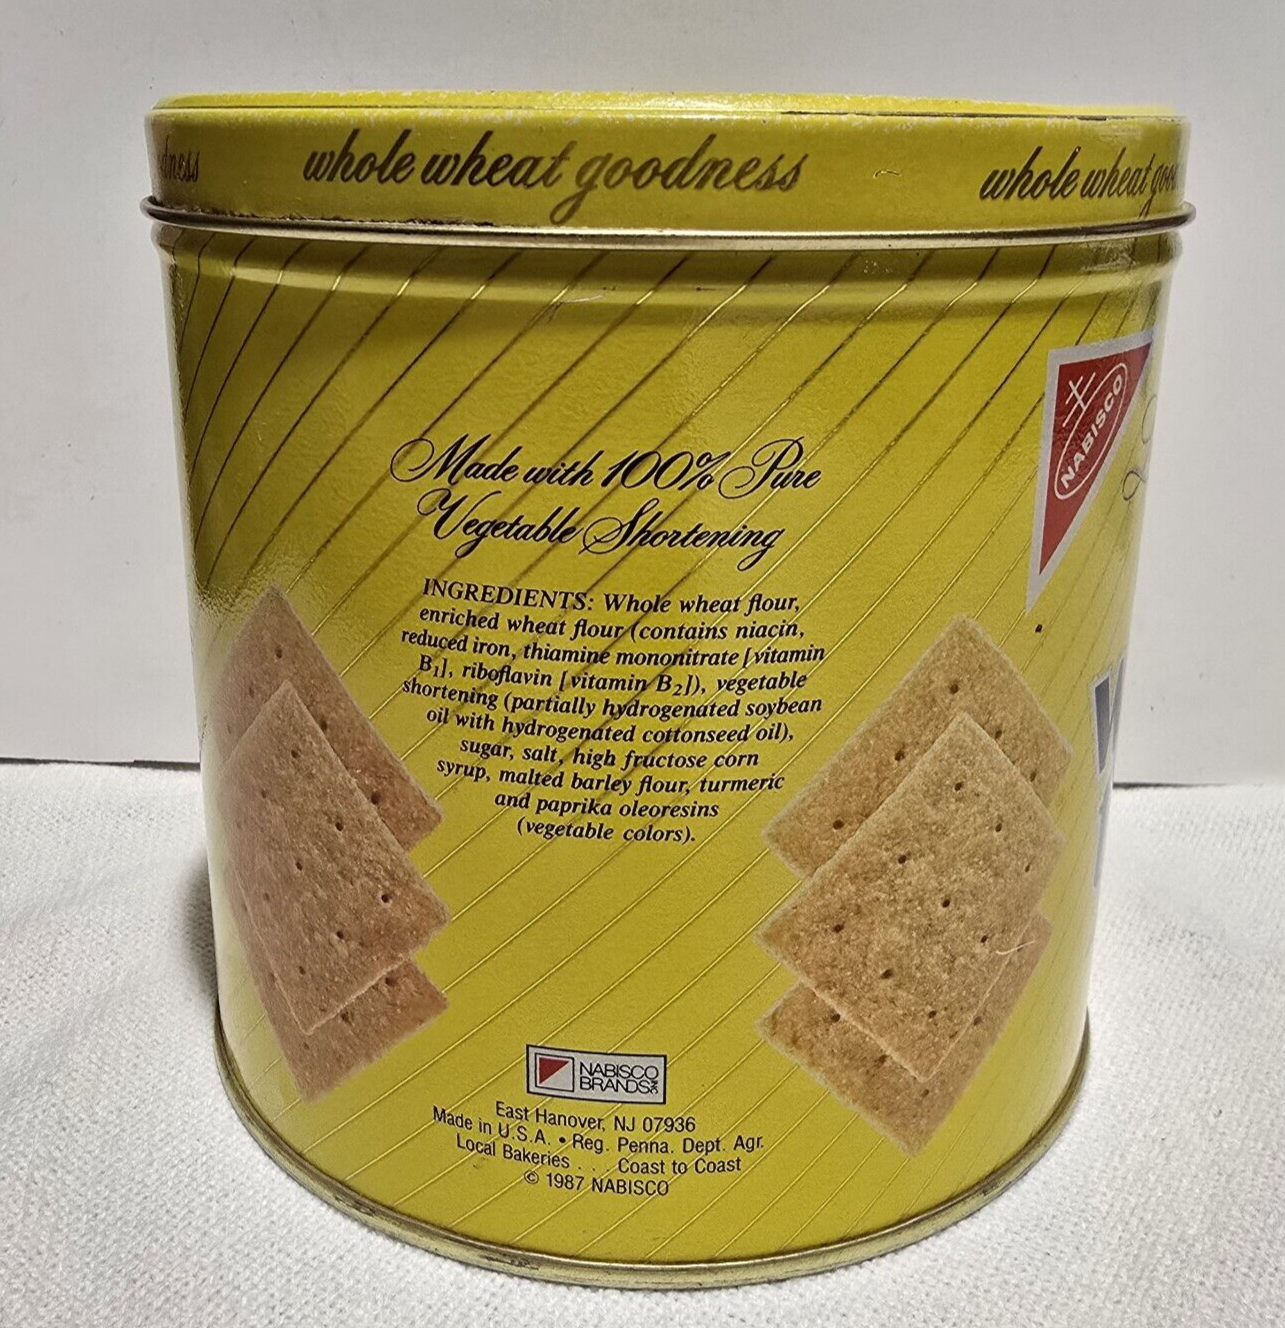 dness
whole wheat goodness
whole wheat goo
NABISCO
Made with 100% Pure
Vegetable Shortening
INGREDIENTS: Whole wheat flour,
enriched wheat flour (contains niacin,
reduced iron, thiamine mononitrate [vitamin
B₁], riboflavin [vitamin B₂]), vegetable
shortening (partially hydrogenated soybean
oil with hydrogenated cottonseed oil),
sugar, salt, high fructose corn
syrup, malted barley flour, turmeric
and paprika oleoresins
(vegetable colors).
NABISCO
BRANDS INC
East Hanover, NJ 07936
Made in U.S.A. • Reg. Penna. Dept. Agr.
Local Bakeries . . . Coast to Coast
© 1987 NABISCO